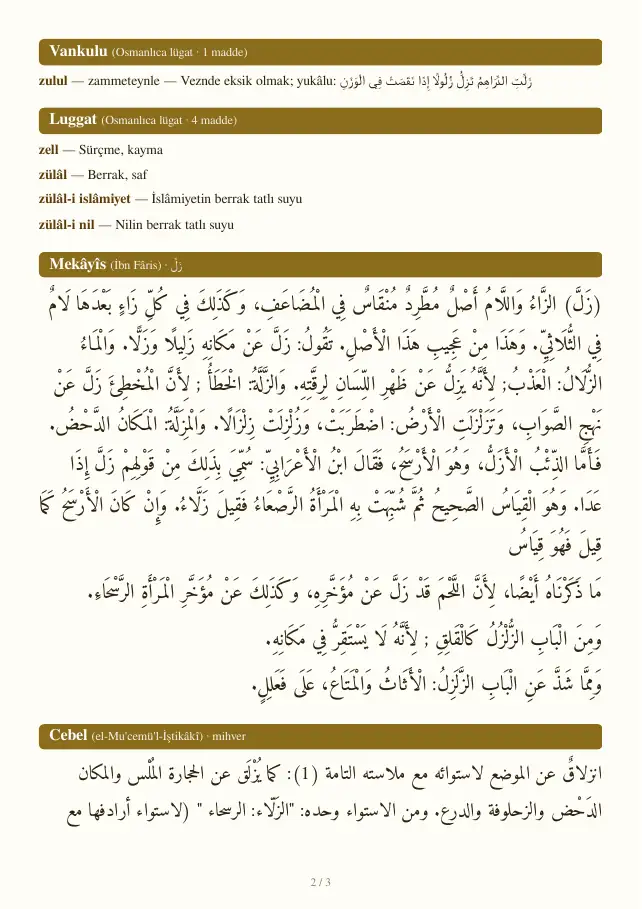 Vankulu (Osmanlıca lügat · 1 madde)
zulul — zammeteynle — Veznde eksik olmak; yukâlu: زَلَّتِ الدَّرَاهِمُ تَزِلُّ زُلُولًا إِذَا نَقَصَتْ فِي الْوَزْنِ
Luggat (Osmanlıca lügat · 4 madde)
zell — Sürçme, kayma
zülâl — Berrak, saf
zülâl-i islâmiyet — İslâmiyetin berrak tatlı suyu
zülâl-i nil — Nilin berrak tatlı suyu
Mekâyîs (İbn Fâris) · زَلّ
(زَلَّ) الزَّاءُ وَاللَّامُ أَصْلٌ مُطَّرِدٌ مُنْقَاسٌ فِي الْمُضَاعَفِ، وَكَذَلِكَ فِي كُلِّ زَاءٍ بَعْدَهَا لَامٌ
فِي الثُّلَاثِيِّ. وَهَذَا مِنْ عَجِيبِ هَذَا الْأَصْلِ. تَقُولُ: زَلَّ عَنْ مَكَانِهِ زَلِيلًا وَزَلًّا. وَالْمَاءُ
الزُّلَالُ: الْعَذْبُ; لِأَنَّهُ يَزِلُّ عَنْ ظَهْرِ اللِّسَانِ لِرِقَّتِهِ. وَالزَّلَّةُ: الْخَطَأُ ; لِأَنَّ الْمُخْطِئَ زَلَّ عَنْ
نَهْجِ الصَّوَابِ، وَتَزَلْزَلَتِ الْأَرْضُ: اضْطَرَبَتْ، وَزُلْزِلَتْ زِلْزَالًا. وَالْمِزَلَّةُ: الْمَكَانُ الدَّحْضُ.
فَأَمَّا الذِّئْبُ الْأَزَلُّ، وَهُوَ الْأَرْسَحُ، فَقَالَ ابْنُ الْأَعْرَابِيِّ: سُمِّيَ بِذَلِكَ مِنْ قَوْلِهِمْ زَلَّ إِذَا
عَدَا. وَهُوَ الْقِيَاسُ الصَّحِيحُ ثُمَّ شُبِّهَتْ بِهِ الْمَرْأَةُ الرَّصْعَاءُ فَقِيلَ زَلَّاءُ. وَإِنْ كَانَ الْأَرْسَحُ كَمَا
قِيلَ فَهُوَ قِيَاسُ
مَا ذَكَرْنَاهُ أَيْضًا، لِأَنَّ اللَّحْمَ قَدْ زَلَّ عَنْ مُؤَخَّرِهِ، وَكَذَلِكَ عَنْ مُؤَخَّرِ الْمَرْأَةِ الرَّسْحَاءِ.
وَمِنَ الْبَابِ الزُّلْزُلُ كَالْقَلِقِ ; لِأَنَّهُ لَا يَسْتَقِرُّ فِي مَكَانِهِ.
وَمِمَّا شَذَّ عَنِ الْبَابِ الزَّلَزِلُ: الْأَثَاثُ وَالْمَتَاعُ، عَلَى فَعَلِلٍ.
Cebel (el-Mu'cemü'l-İştikâkî) · mihver
انزلاقٌ عن الموضع لاستوائه مع ملاسته التامة (1): كما يُزْلَق عن الحجارة المُلْس والمكان
الدَحْض والزحلوفة والدرع. ومن الاستواء وحده: "الزَلّاء: الرسحاء " (لاستواء أرادفها مع
2 / 3